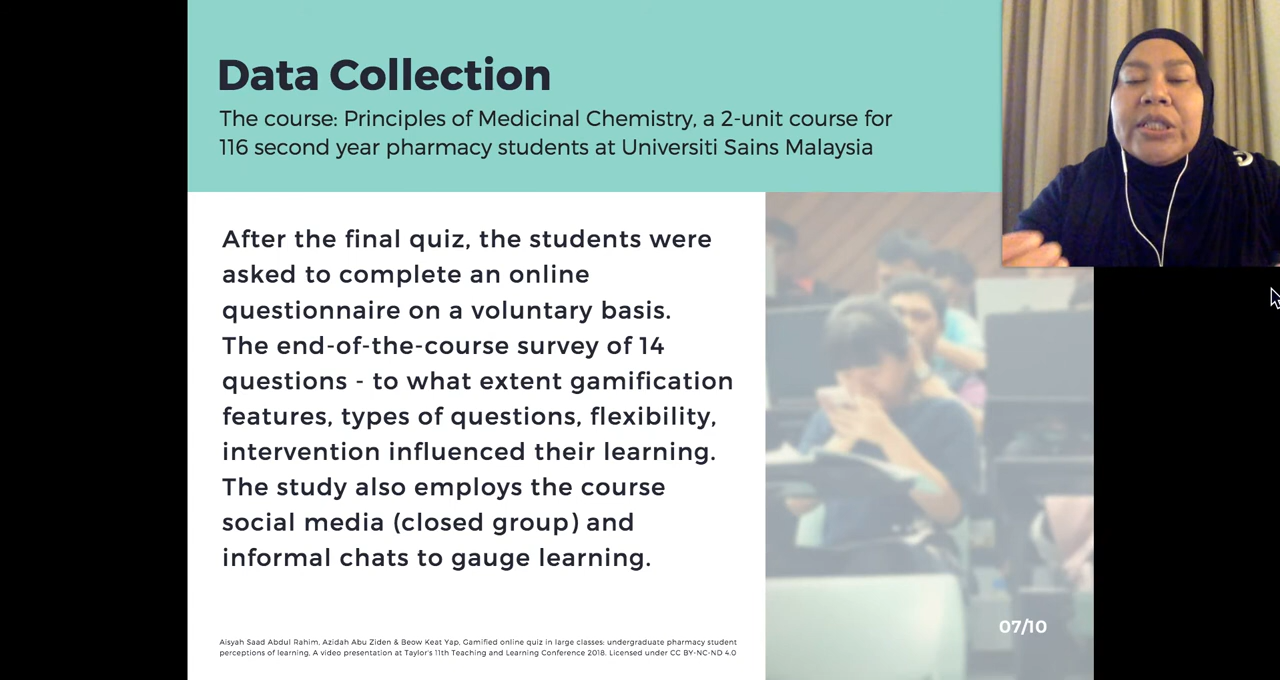 Data Collection
The course: Principles of Medicinal Chemistry, a 2-unit course for
116 second year pharmacy students at Universiti Sains Malaysia
After the final quiz, the students were
asked to complete an online
questionnaire on a voluntary basis.
The end-of-the-course survey of 14
questions - to what extent gamification
features, types of questions, flexibility,
intervention influenced their learning.
The study also employs the course
social media (closed group) and
informal chats to gauge learning.
Aisyah Saad Abdul Rahim, Azidah Abu Ziden & Beow Keat Yap, Gamified online quiz in large classes: undergraduate pharmacy student
perceptions of learning, A video presentation at Taylor's 11th Teaching and Learning Conference 2018. Licensed under CC BY-NC-ND 4.0
07/10